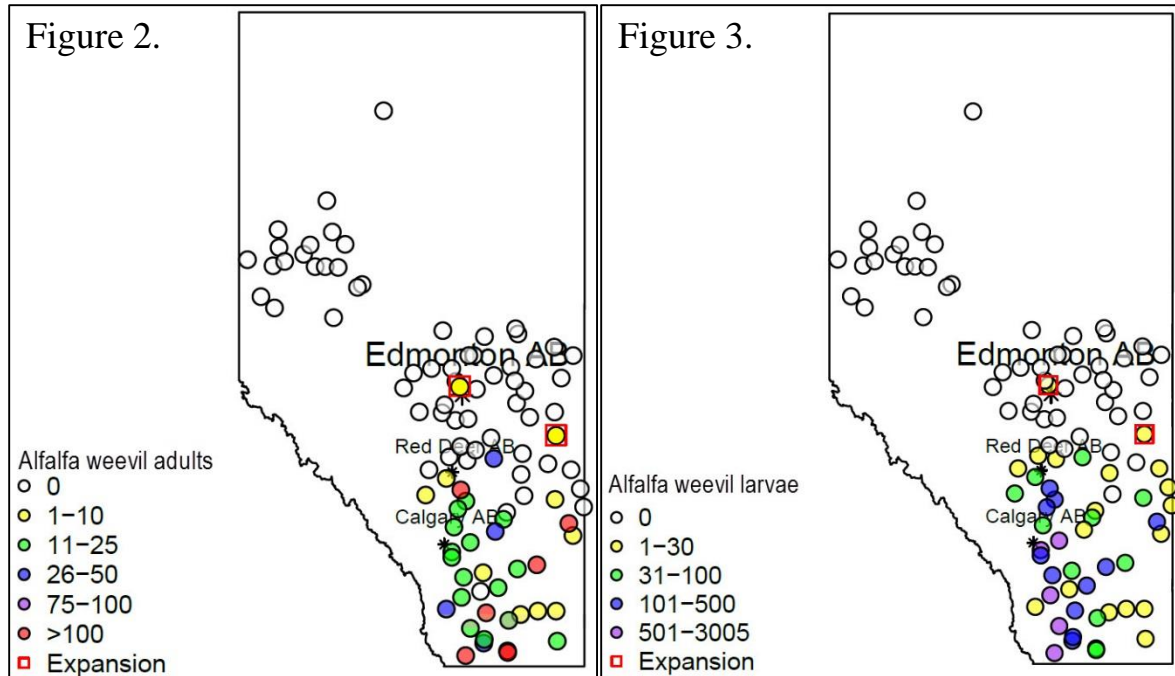 Figure 2.
Edmonton AB
Red Deer AB
Calgary AB
Alfalfa weevil adults
0
1−10
11−25
26−50
75−100
>100
Expansion
Figure 3.
Edmonton AB
Red Deer AB
Calgary AB
Alfalfa weevil larvae
0
1−30
31−100
101−500
501−3005
Expansion